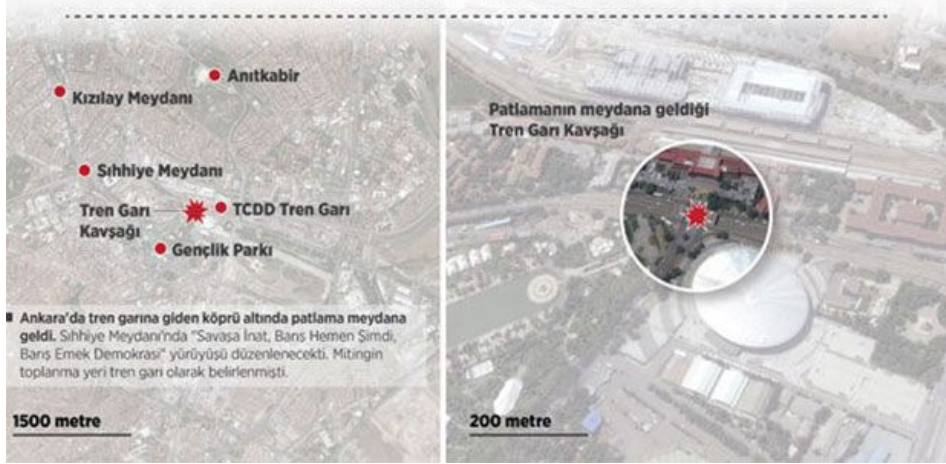 Anıtkabir
Kızılay Meydanı
Sıhhiye Meydanı
Tren Garı
Kavşağı
TCDD Tren Garı
Gençlik Parkı
Ankara'da tren garına giden köprü altında patlama meydana
geldi. Sıhhiye Meydanı'nda "Savaşa İnat, Barış Hemen Şimdi,
Barış Emek Demokrasi" yürüyüşü düzenlenecekti. Mitingin
toplanma yeri tren garı olarak belirlenmişti.
1500 metre
Patlamanın meydana geldiği
Tren Garı Kavşağı
200 metre